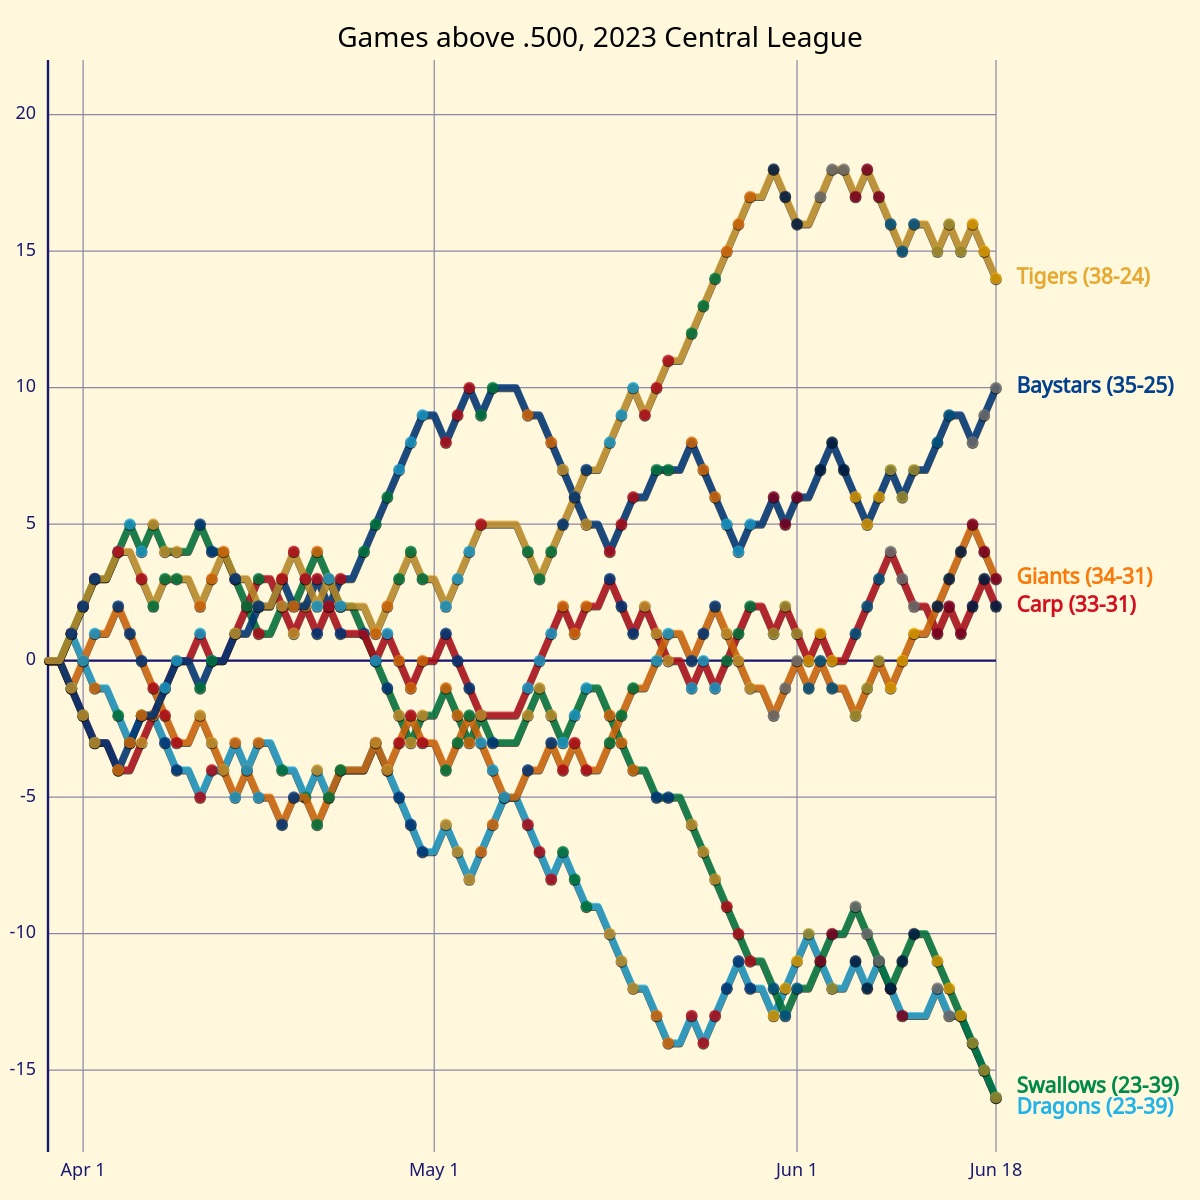 Games above .500, 2023 Central League
20
15
10
5
0
-5
-10
-15
Tigers (38-24)
Baystars (35-25)
Giants (34-31)
Carp (33-31)
Swallows (23-39)
Dragons (23-39)
Apr 1
May 1
Jun 1
Jun 18